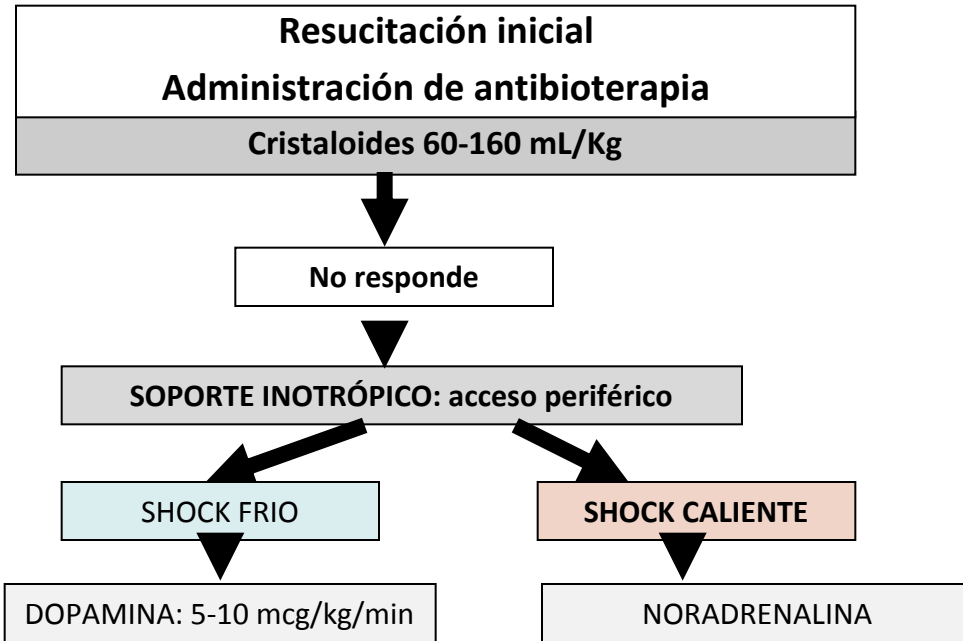 Resucitación inicial
Administración de antibioterapia
Cristaloides 60-160 mL/Kg
No responde
SOPORTE INOTRÓPICO: acceso periférico
SHOCK FRIO
SHOCK CALIENTE
DOPAMINA: 5-10 mcg/kg/min
NORADRENALINA